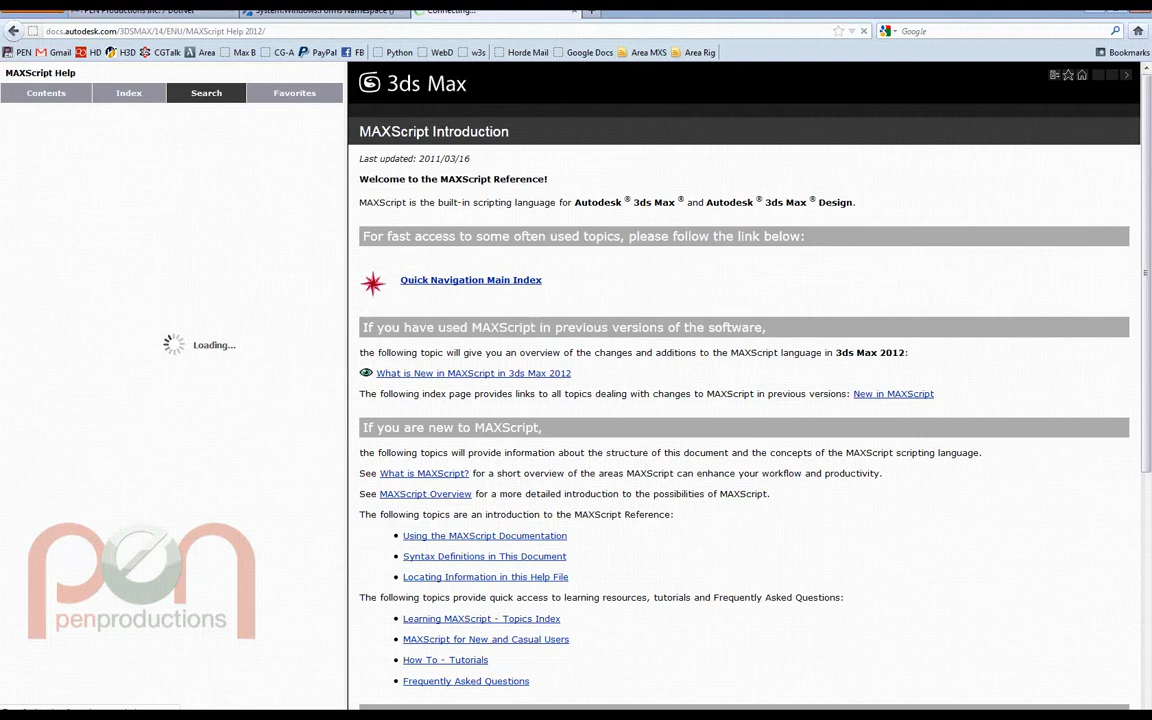 PEN Productions Inc. / DotNet
System.Windows.Forms Namespace ()
Connecting...
docs.autodesk.com/3DSMAX/14/ENU/MAXScript Help 2012/
Google
PEN Gmail HD H3D CGTalk Area Max B CG-A PayPal FB Python WebD w3s Horde Mail Google Docs Area MXS Area Rig Bookmarks
MAXScript Help
Contents Index Search Favorites
Loading...
penproductions
3ds Max
MAXScript Introduction
Last updated: 2011/03/16
Welcome to the MAXScript Reference!
MAXScript is the built-in scripting language for Autodesk ® 3ds Max ® and Autodesk ® 3ds Max ® Design.
For fast access to some often used topics, please follow the link below:
Quick Navigation Main Index
If you have used MAXScript in previous versions of the software,
the following topic will give you an overview of the changes and additions to the MAXScript language in 3ds Max 2012:
What is New in MAXScript in 3ds Max 2012
The following index page provides links to all topics dealing with changes to MAXScript in previous versions: New in MAXScript
If you are new to MAXScript,
the following topics will provide information about the structure of this document and the concepts of the MAXScript scripting language.
See What is MAXScript? for a short overview of the areas MAXScript can enhance your workflow and productivity.
See MAXScript Overview for a more detailed introduction to the possibilities of MAXScript.
The following topics are an introduction to the MAXScript Reference:
• Using the MAXScript Documentation
• Syntax Definitions in This Document
• Locating Information in this Help File
The following topics provide quick access to learning resources, tutorials and Frequently Asked Questions:
• Learning MAXScript - Topics Index
• MAXScript for New and Casual Users
• How To - Tutorials
• Frequently Asked Questions